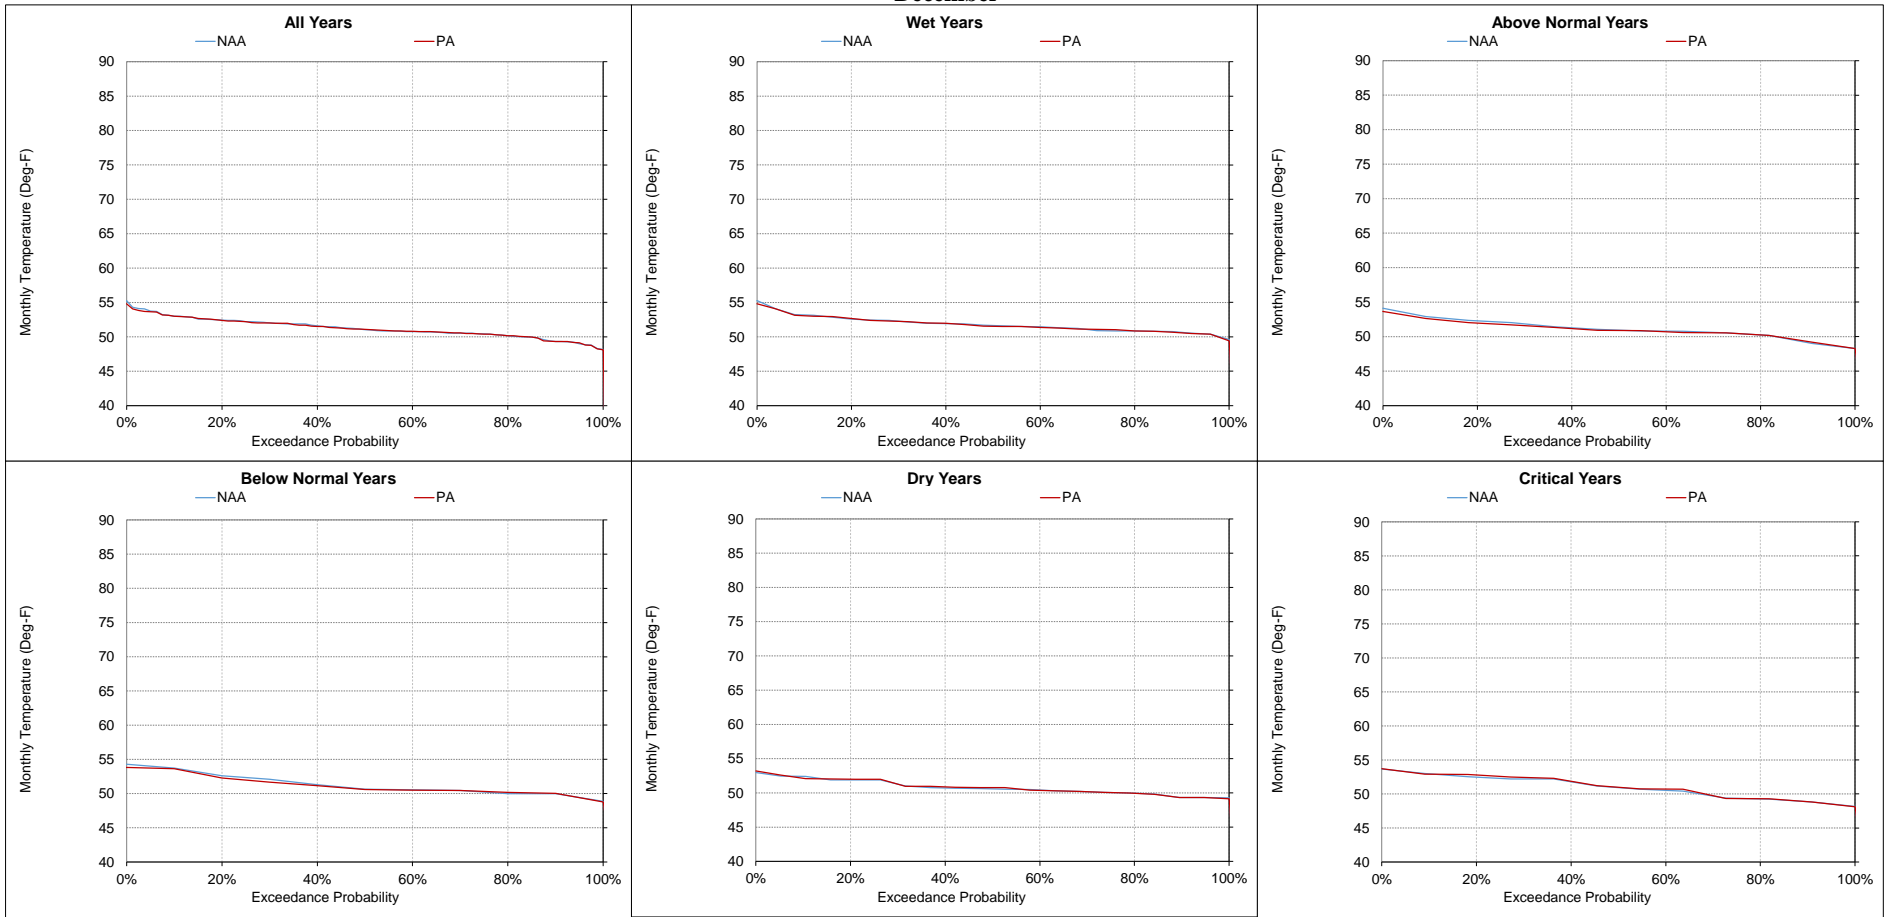 December
All Years
NAA PA
Monthly Temperature (Deg-F)
90
85
80
75
70
65
60
55
50
45
40
0% 20% 40% 60% 80% 100%
Exceedance Probability
Wet Years
NAA PA
Monthly Temperature (Deg-F)
90
85
80
75
70
65
60
55
50
45
40
0% 20% 40% 60% 80% 100%
Exceedance Probability
Above Normal Years
NAA PA
Monthly Temperature (Deg-F)
90
85
80
75
70
65
60
55
50
45
40
0% 20% 40% 60% 80% 100%
Exceedance Probability
Below Normal Years
NAA PA
Monthly Temperature (Deg-F)
90
85
80
75
70
65
60
55
50
45
40
0% 20% 40% 60% 80% 100%
Exceedance Probability
Dry Years
NAA PA
Monthly Temperature (Deg-F)
90
85
80
75
70
65
60
55
50
45
40
0% 20% 40% 60% 80% 100%
Exceedance Probability
Critical Years
NAA PA
Monthly Temperature (Deg-F)
90
85
80
75
70
65
60
55
50
45
40
0% 20% 40% 60% 80% 100%
Exceedance Probability